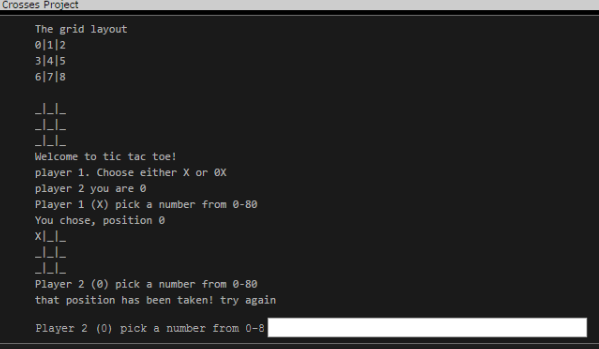 Crosses Project
The grid layout
0|1|2
3|4|5
6|7|8
_|_|_
_|_|_
_|_|_
Welcome to tic tac toe!
player 1. Choose either X or 0X
player 2 you are 0
Player 1 (X) pick a number from 0-80
You chose, position 0
X|_|_
_|_|_
_|_|_
Player 2 (0) pick a number from 0-80
that position has been taken! try again
Player 2 (0) pick a number from 0-8